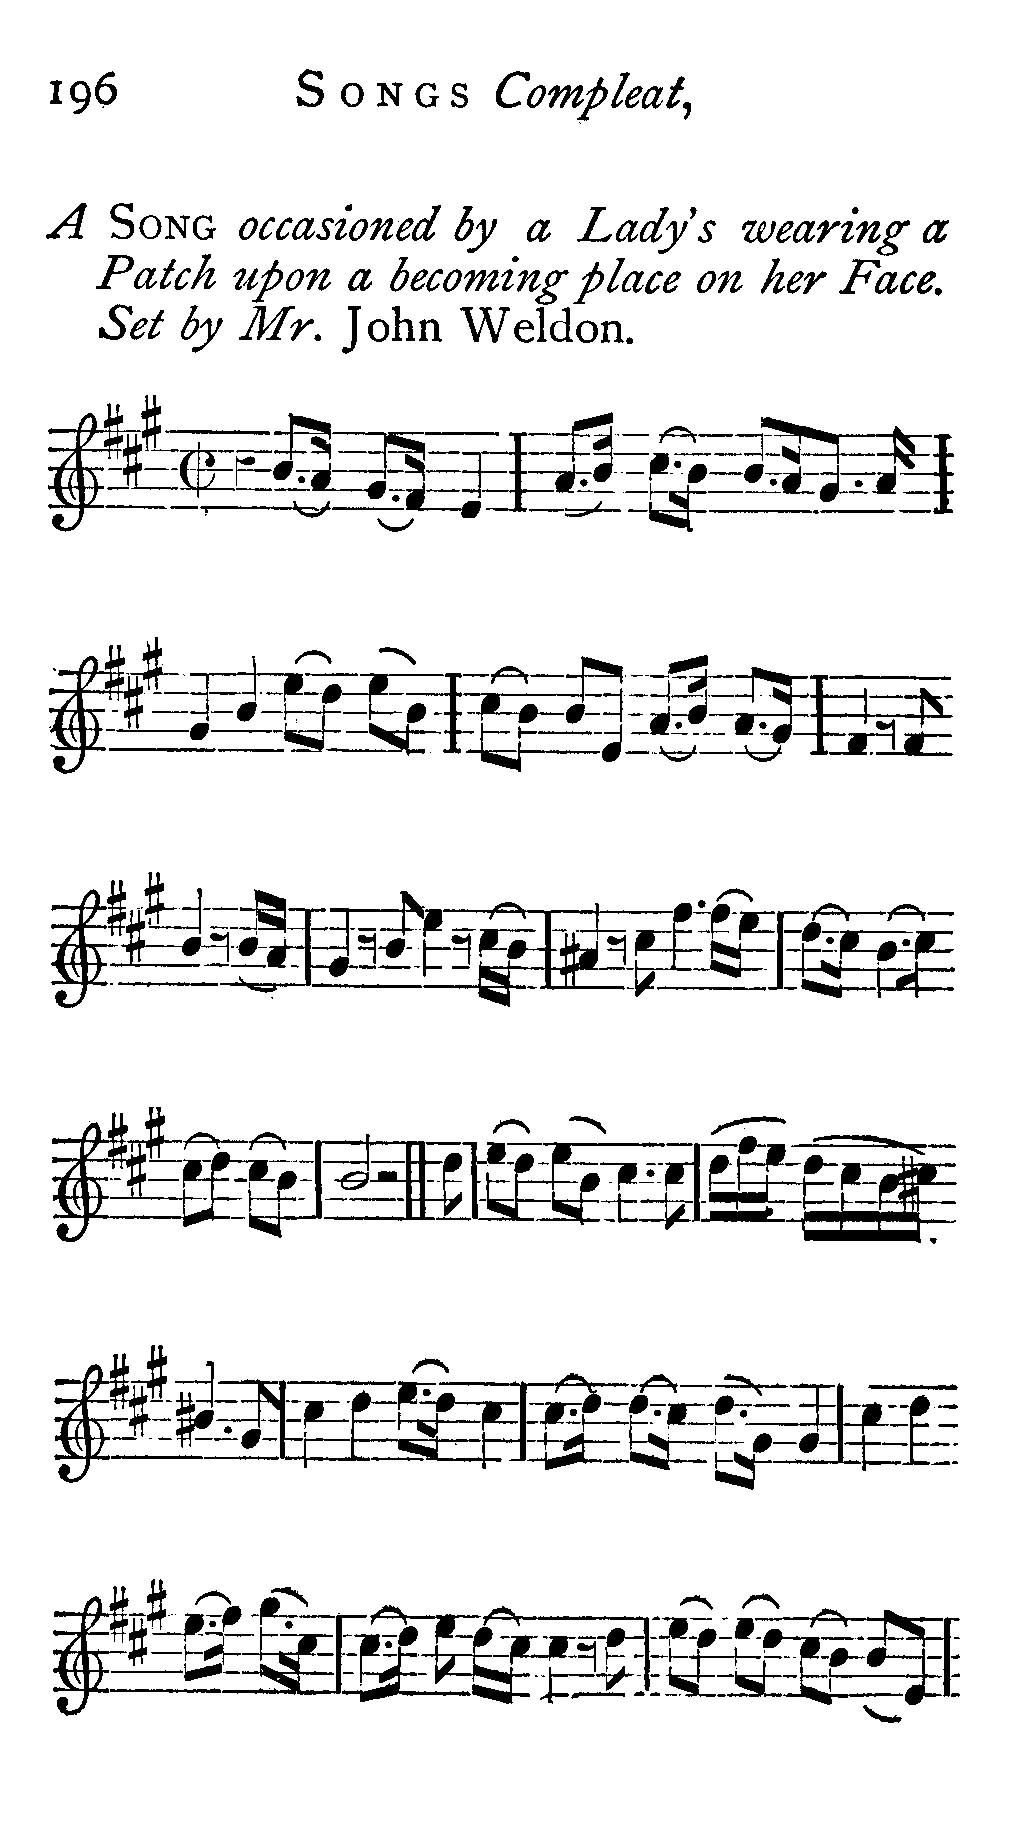 196 SONGS Compleat,
A SONG occasioned by a Lady's wearing a
Patch upon a becoming place on her Face.
Set by Mr. John Weldon.